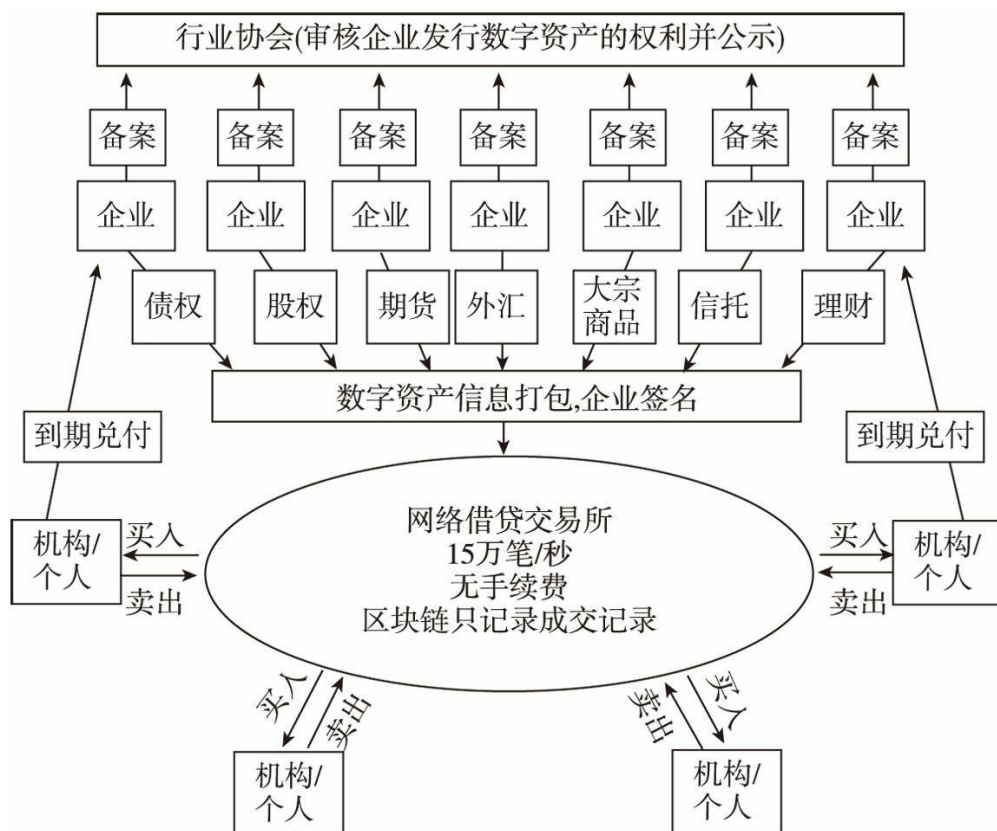 行业协会(审核企业发行数字资产的权利并公示)
备案
备案
备案
备案
备案
备案
备案
企业
企业
企业
企业
企业
企业
企业
债权
股权
期货
外汇
大宗
商品
信托
理财
数字资产信息打包,企业签名
到期兑付
到期兑付
网络借贷交易所
15万笔/秒
无手续费
区块链只记录成交记录
机构/
个人
买入
卖出
买入
卖出
机构/
个人
买入
卖出
卖出
买入
机构/
个人
机构/
个人